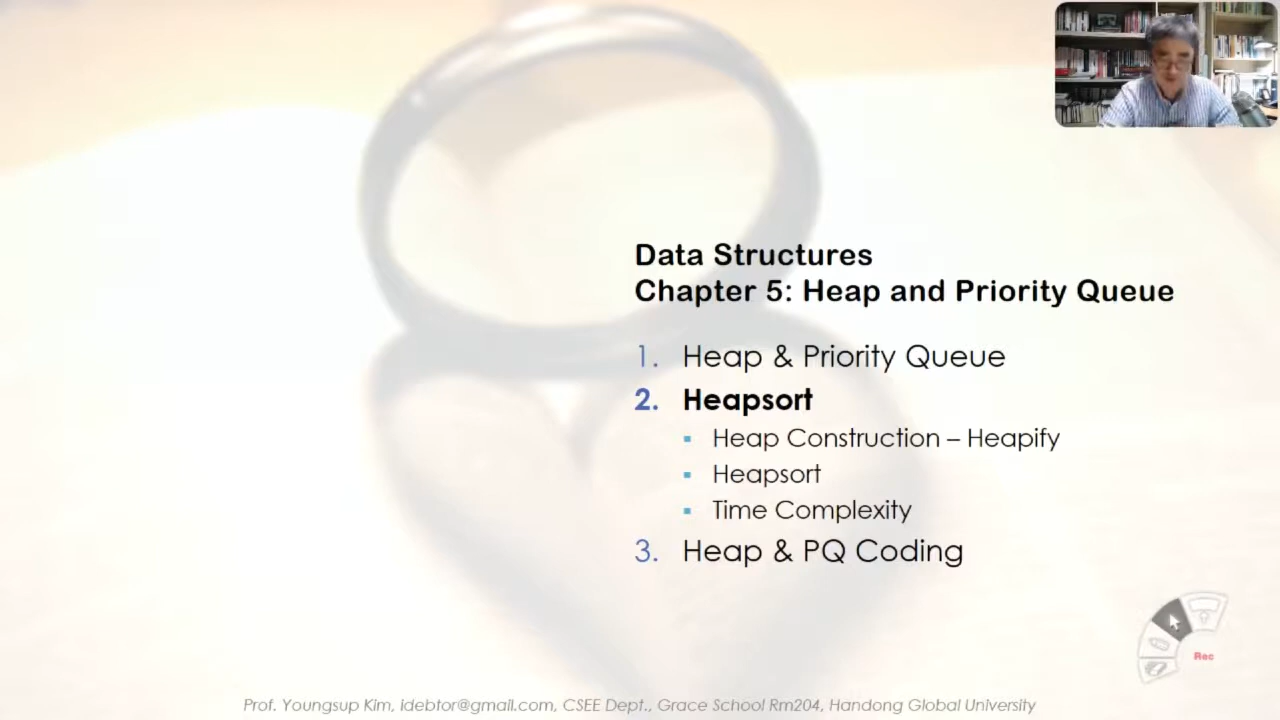 Data Structures
Chapter 5: Heap and Priority Queue
1. Heap & Priority Queue
2. Heapsort
▪ Heap Construction – Heapify
▪ Heapsort
▪ Time Complexity
3. Heap & PQ Coding
Rec
Prof. Youngsup Kim, idebtor@gmail.com, CSEE Dept., Grace School Rm204, Handong Global University